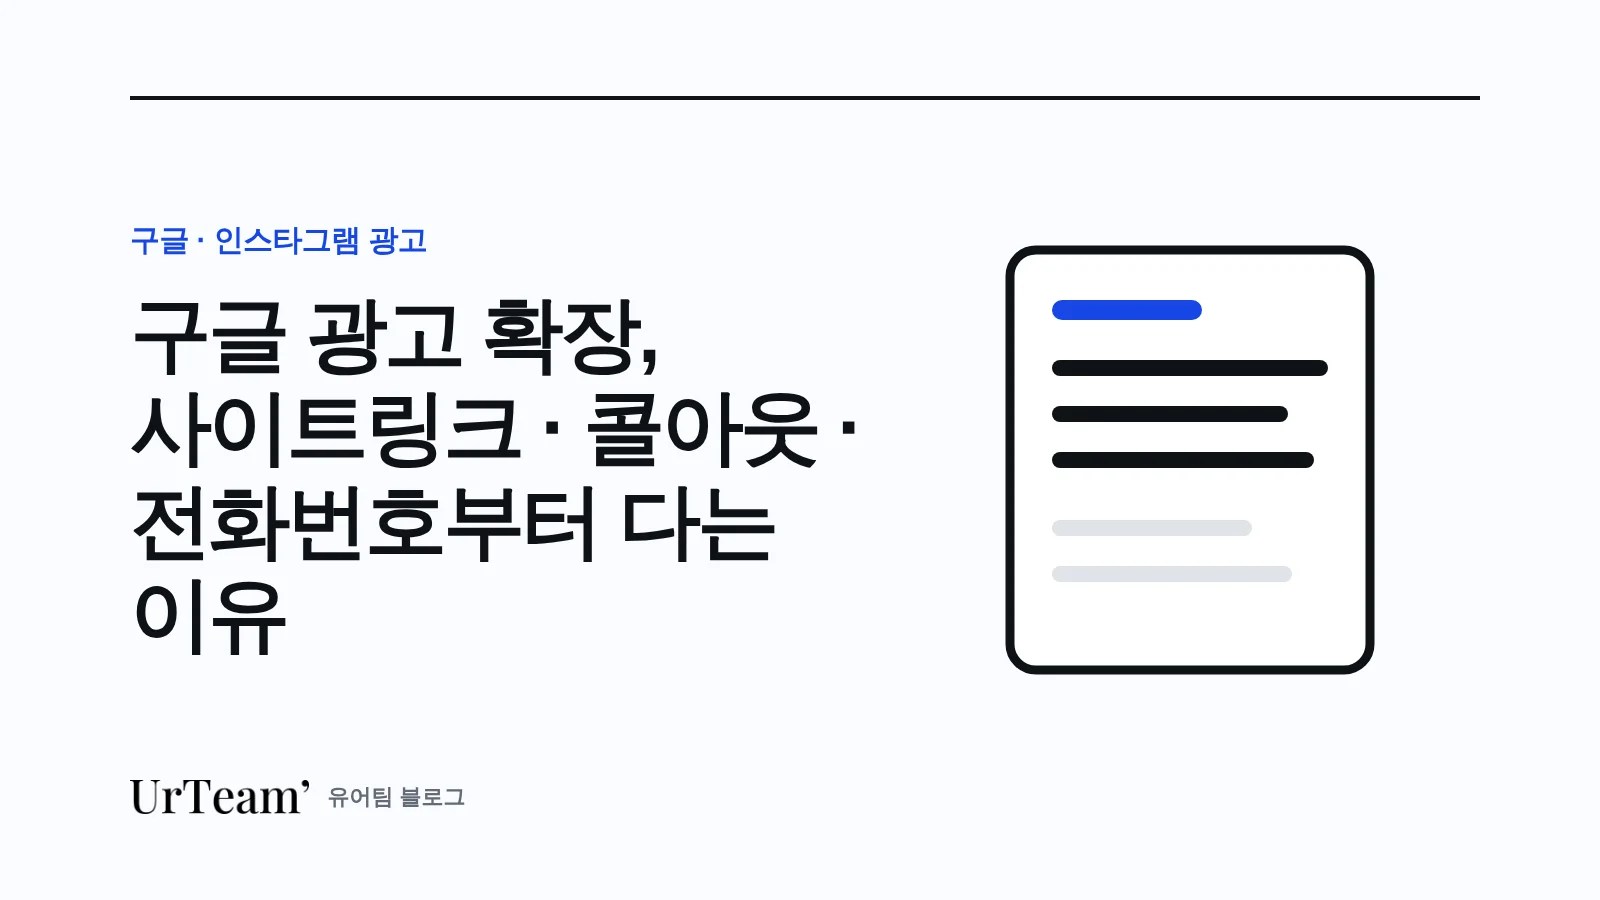 구글 · 인스타그램 광고
구글 광고 확장,
사이트링크 · 콜아웃 ·
전화번호부터 다는
이유
UrTeam’ 유어팀 블로그